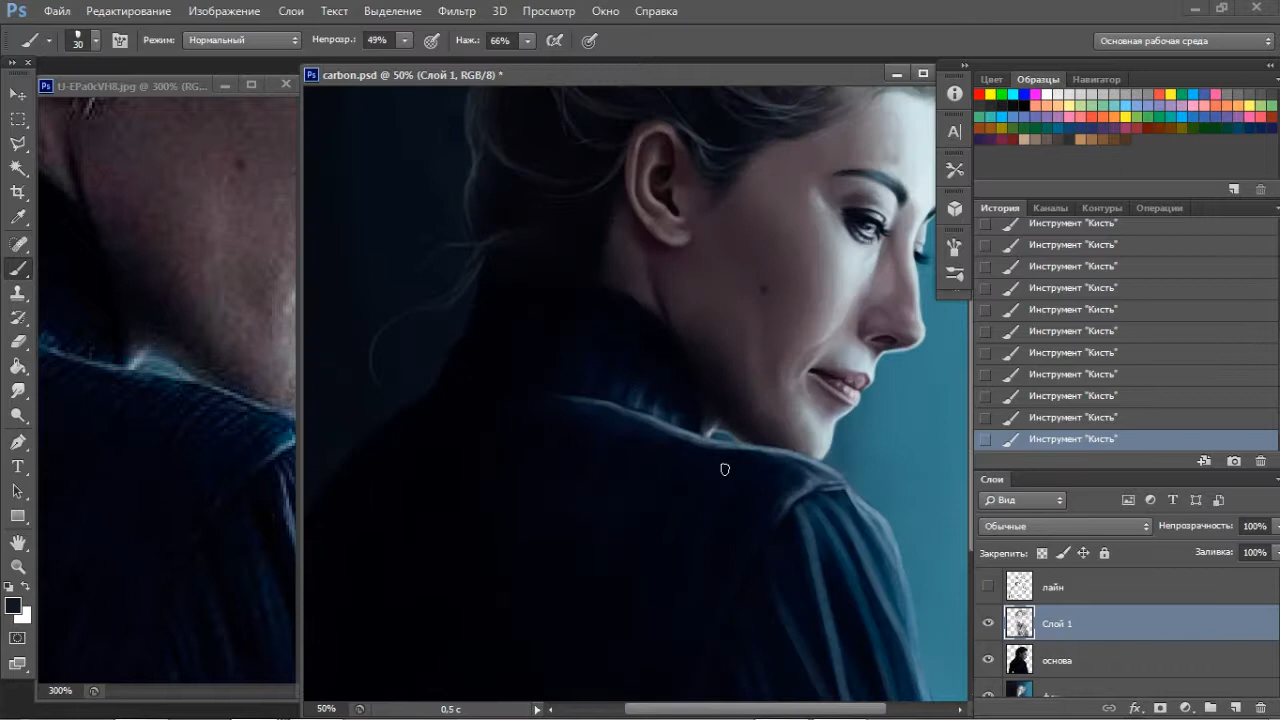 Ps Файл Редактирование Изображение Слои Текст Выделение Фильтр 3D Просмотр Окно Справка
30 Режим: Нормальный Непрозр.: 49% Наж.: 66% Основная рабочая среда
Ps U-EPa0cVH8.jpg @ 300% (RG...
Ps carbon.psd @ 50% (Слой 1, RGB/8) *
Цвет Образцы Навигатор
История Каналы Контуры Операции
Инструмент "Кисть"
Инструмент "Кисть"
Инструмент "Кисть"
Инструмент "Кисть"
Инструмент "Кисть"
Инструмент "Кисть"
Инструмент "Кисть"
Инструмент "Кисть"
Инструмент "Кисть"
Инструмент "Кисть"
Инструмент "Кисть"
Слои
Вид
Обычные Непрозрачность: 100%
Закрепить: Заливка: 100%
лайн
Слой 1
основа
300%
50% 0,5 с